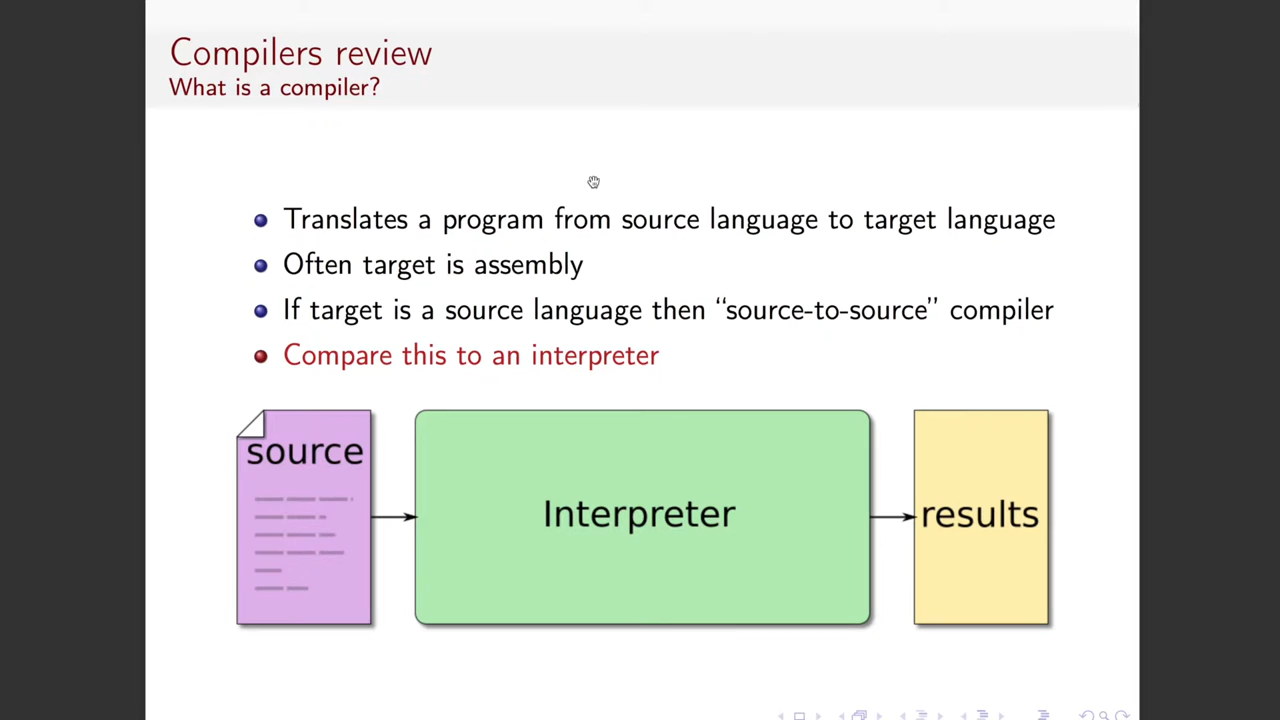 Compilers review
What is a compiler?
Translates a program from source language to target language
Often target is assembly
If target is a source language then “source-to-source” compiler
Compare this to an interpreter
source
Interpreter
results